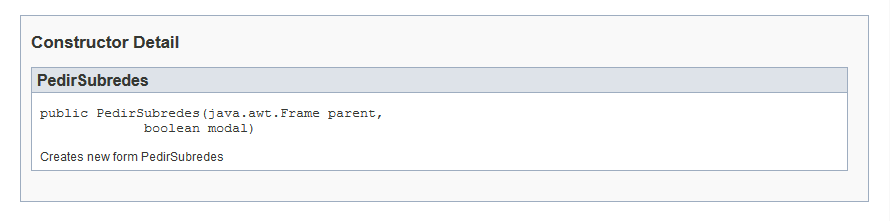 Constructor Detail
PedirSubredes
public PedirSubredes(java.awt.Frame parent,
boolean modal)
Creates new form PedirSubredes